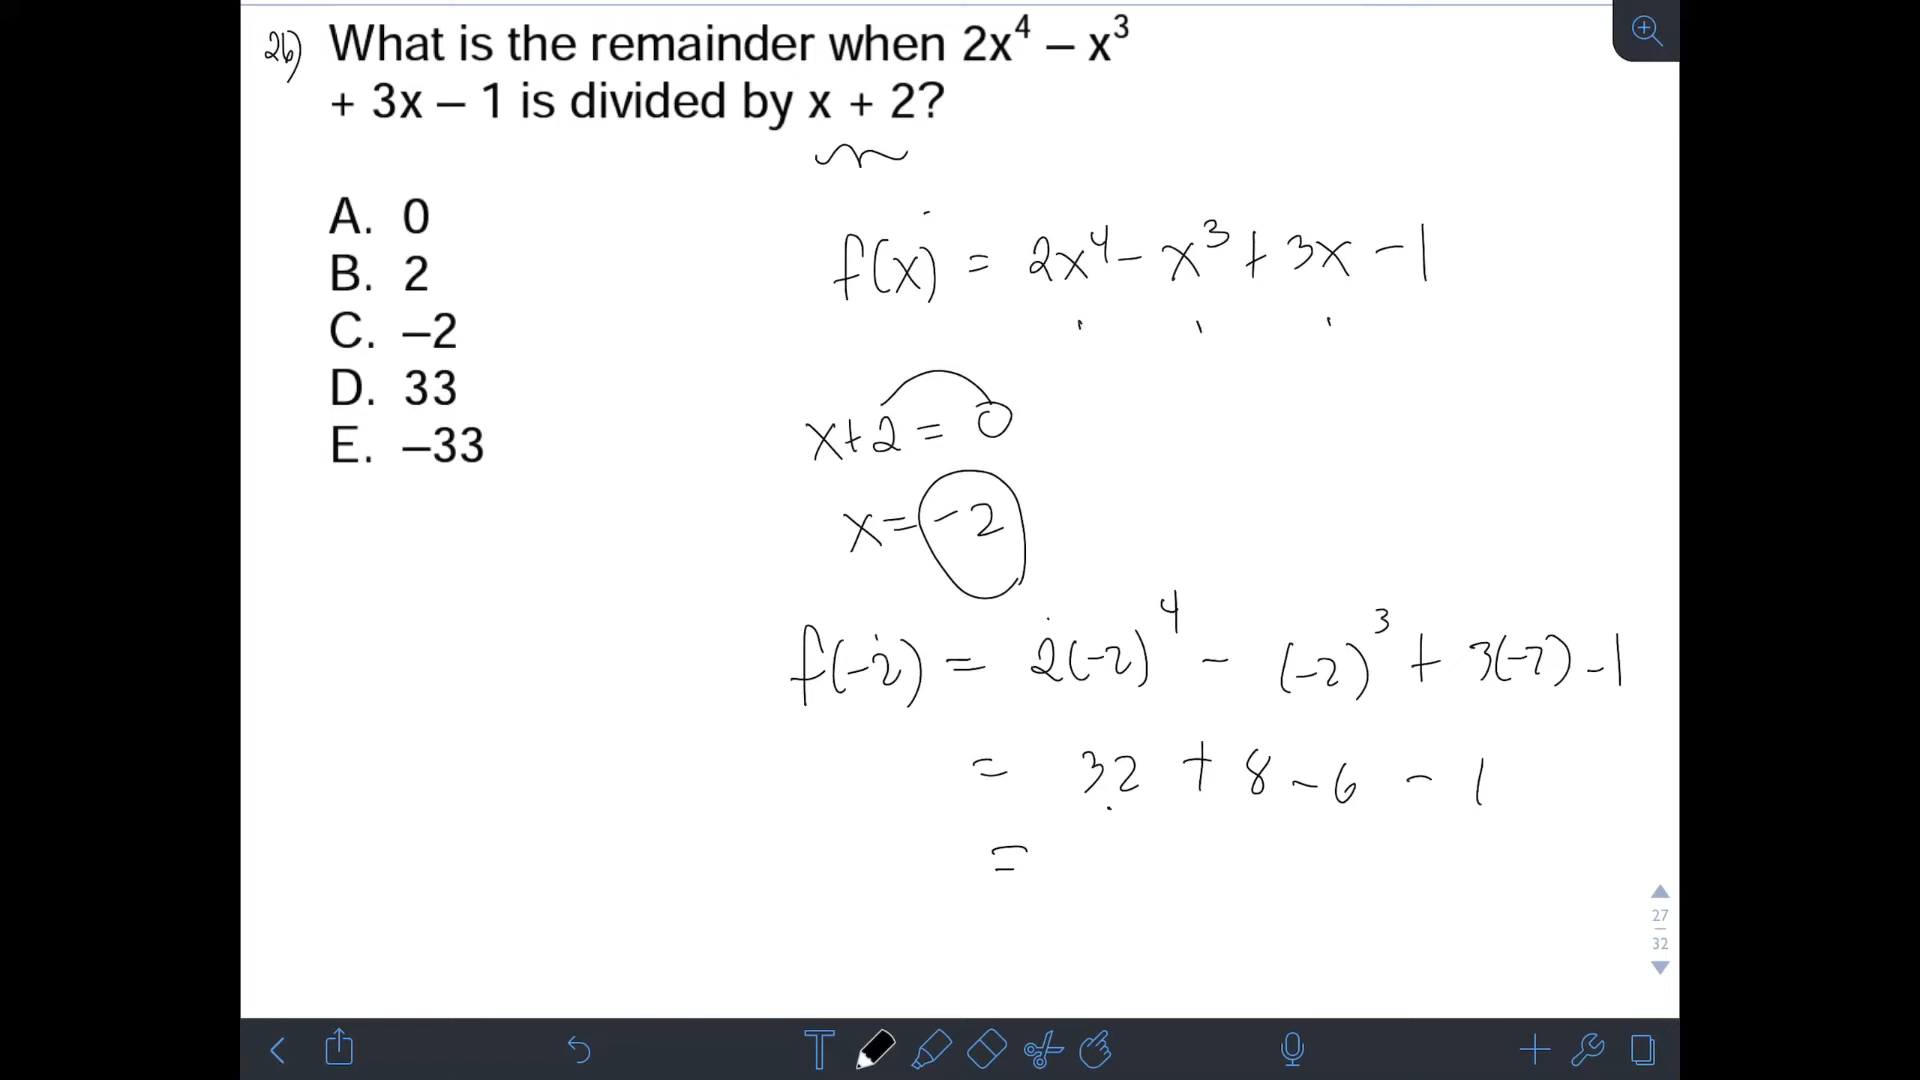 26) What is the remainder when 2x⁴ – x³
+ 3x – 1 is divided by x + 2?
A. 0
B. 2
C. –2
D. 33
E. –33
f(x) = 2x⁴ - x³ + 3x - 1
x+2 = 0
x = -2
f(-2) = 2(-2)⁴ - (-2)³ + 3(-2) - 1
= 32 + 8 - 6 - 1
=
27
32
T